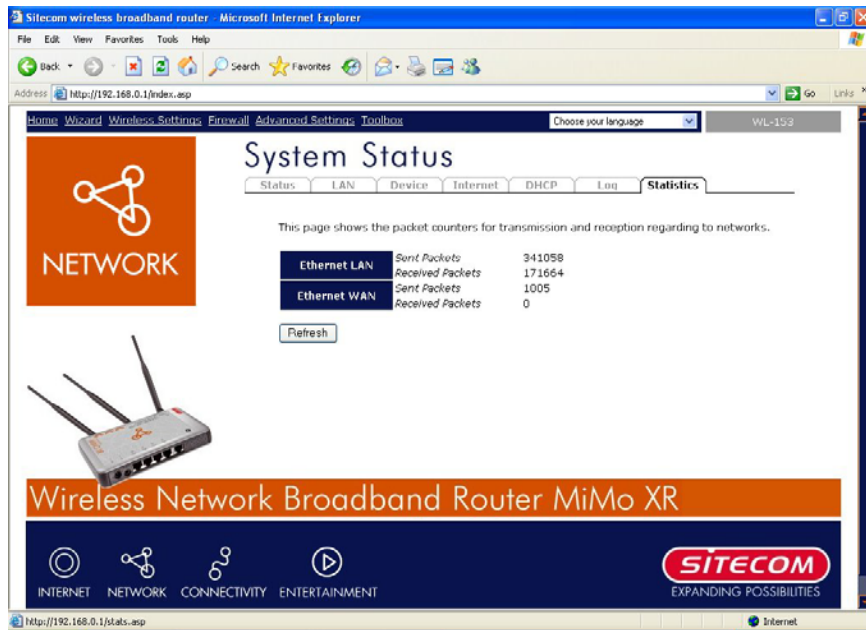 Sitecom wireless broadband router - Microsoft Internet Explorer
File Edit View Favorites Tools Help
Back Search Favorites
Address http://192.168.0.1/index.asp Go Links
Home Wizard Wireless Settings Firewall Advanced Settings Toolbox Choose your language WL-153
System Status
Status LAN Device Internet DHCP Log Statistics
This page shows the packet counters for transmission and reception regarding to networks.
NETWORK
Ethernet LAN Sent Packets 341058
Received Packets 171664
Ethernet WAN Sent Packets 1005
Received Packets 0
Refresh
Wireless Network Broadband Router MiMo XR
INTERNET NETWORK CONNECTIVITY ENTERTAINMENT
SITECOM
EXPANDING POSSIBILITIES
http://192.168.0.1/stats.asp Internet